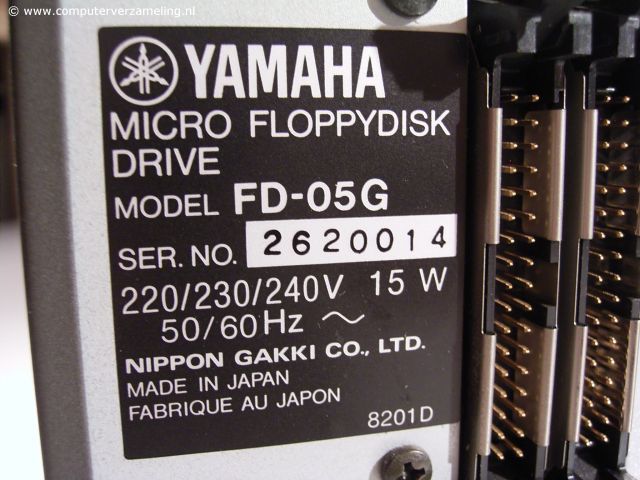 © www.computerverzameling.nl
YAMAHA
MICRO FLOPPYDISK
DRIVE
MODEL FD-05G
SER. NO. 2620014
220/230/240V 15 W
50/60Hz ～
NIPPON GAKKI CO., LTD.
MADE IN JAPAN
FABRIQUE AU JAPON
8201D